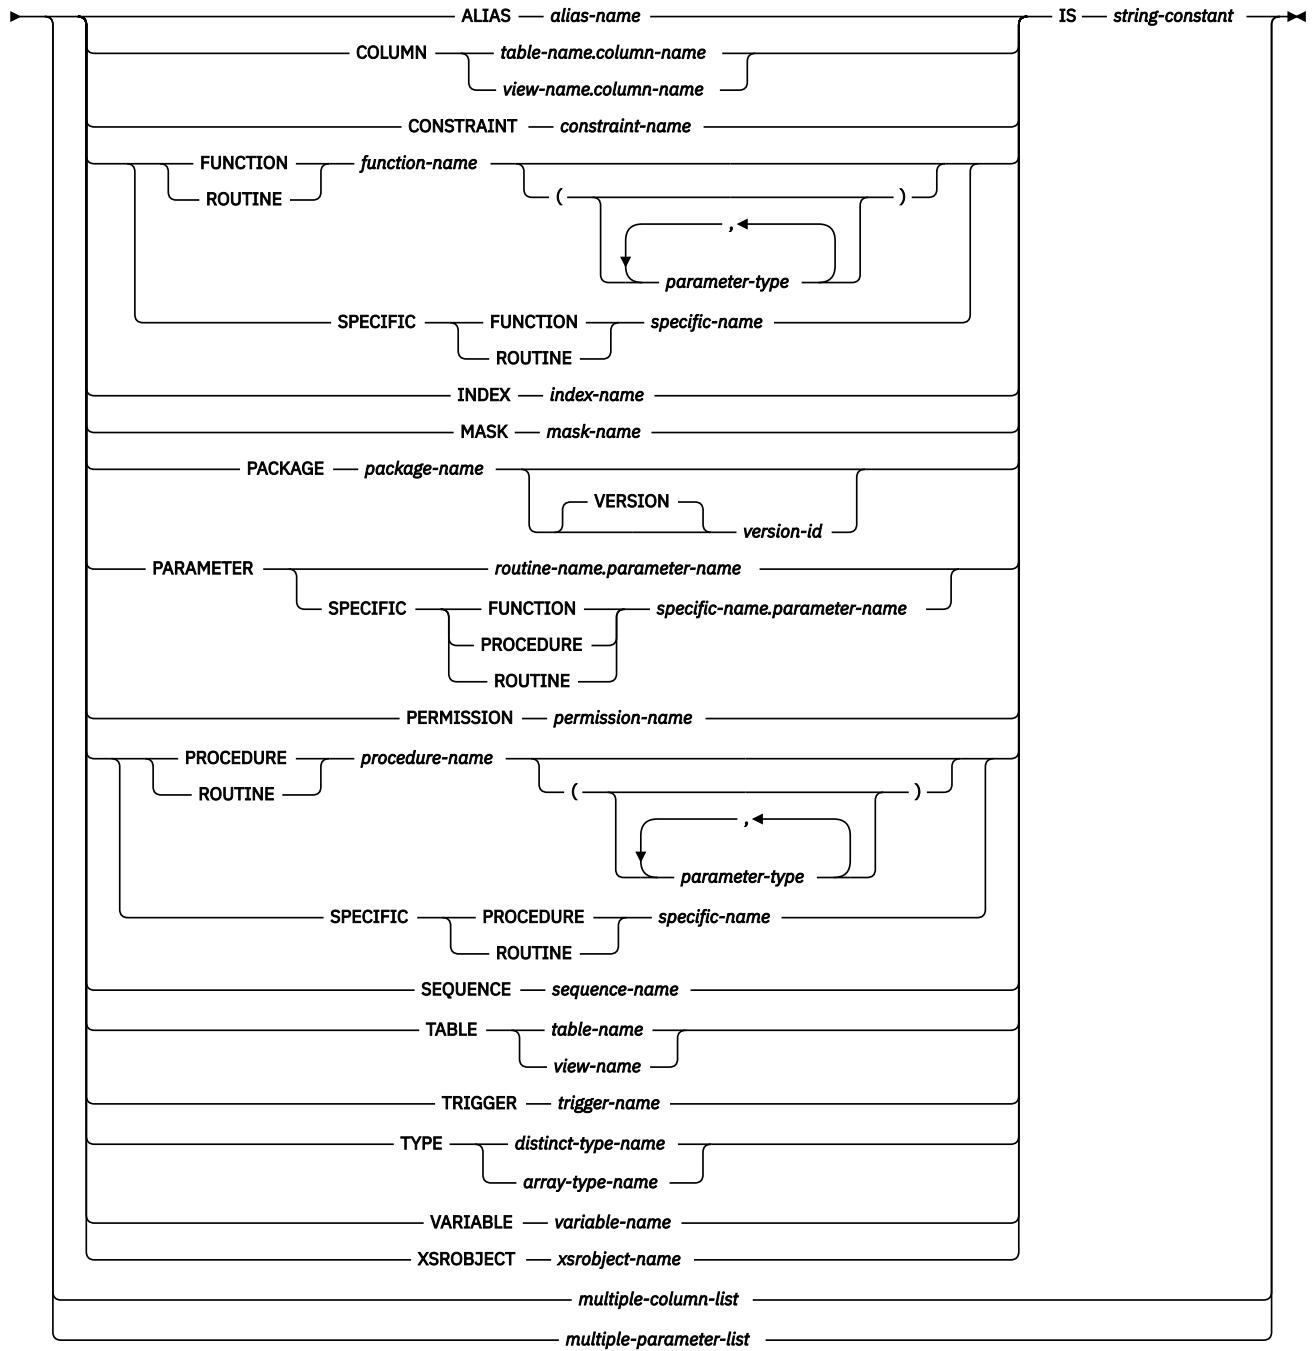 ALIAS alias-name IS string-constant
COLUMN table-name.column-name
view-name.column-name
CONSTRAINT constraint-name
FUNCTION function-name
ROUTINE ( )
,
parameter-type
SPECIFIC FUNCTION specific-name
ROUTINE
INDEX index-name
MASK mask-name
PACKAGE package-name
VERSION
version-id
PARAMETER routine-name.parameter-name
SPECIFIC FUNCTION specific-name.parameter-name
PROCEDURE
ROUTINE
PERMISSION permission-name
PROCEDURE procedure-name
ROUTINE ( )
,
parameter-type
SPECIFIC PROCEDURE specific-name
ROUTINE
SEQUENCE sequence-name
TABLE table-name
view-name
TRIGGER trigger-name
TYPE distinct-type-name
array-type-name
VARIABLE variable-name
XSROBJECT xsrobject-name
multiple-column-list
multiple-parameter-list